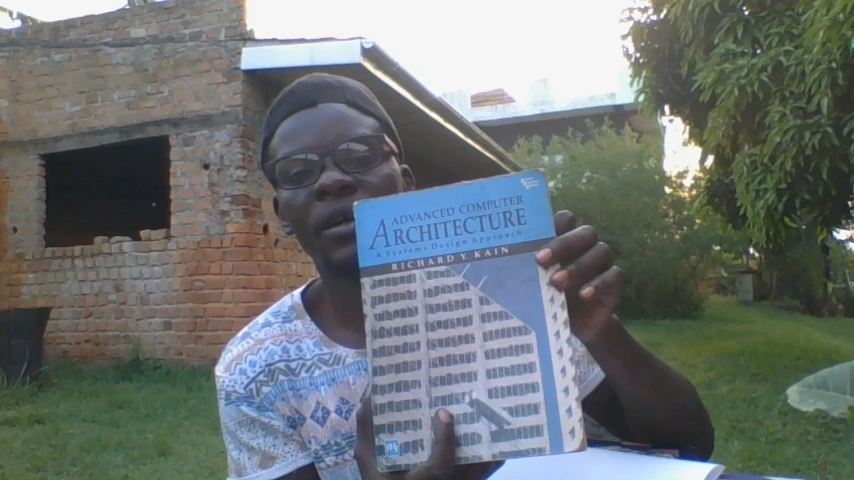 ADVANCED COMPUTER
ARCHITECTURE
A Systems Design Approach
RICHARD Y. KAIN